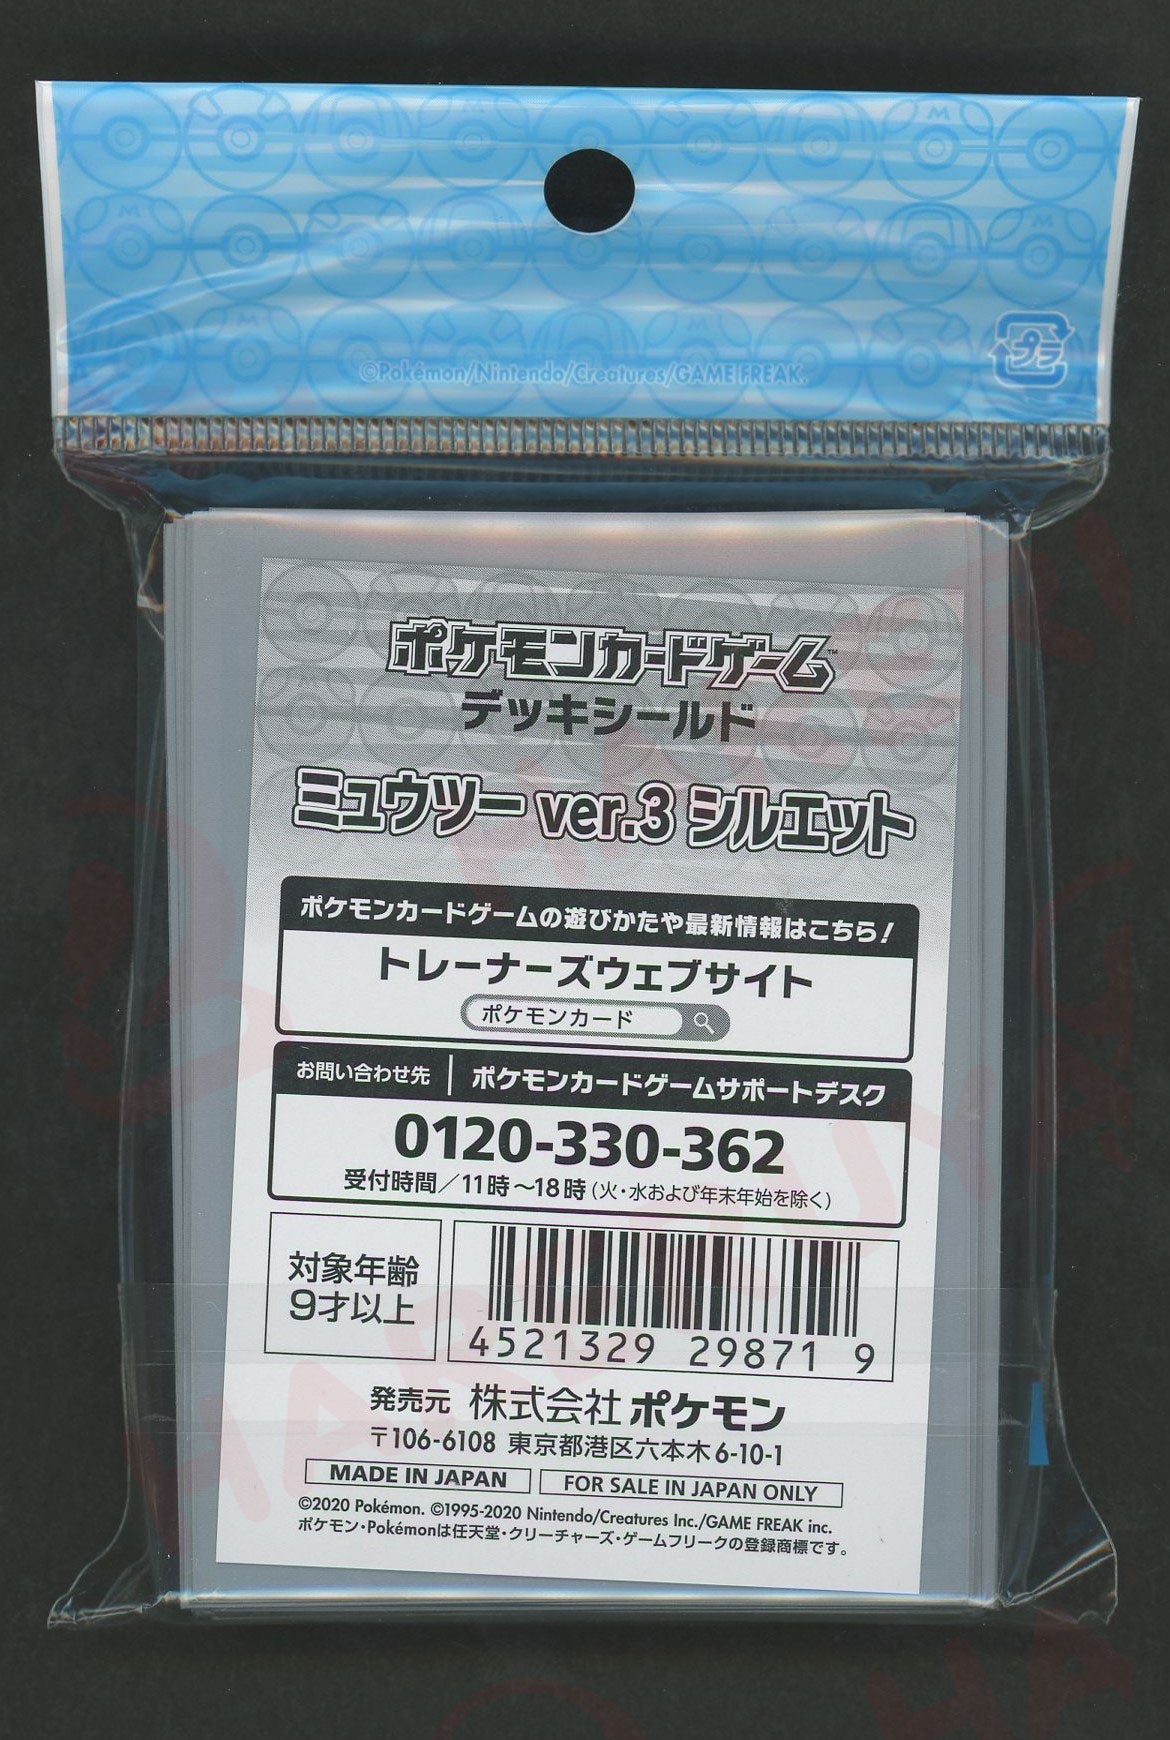 ©Pokémon/Nintendo/Creatures/GAME FREAK.
プラ
ポケモンカードゲーム™
デッキシールド
ミュウツー ver.3 シルエット
ポケモンカードゲームの遊びかたや最新情報はこちら!
トレーナーズウェブサイト
ポケモンカード
お問い合わせ先 ポケモンカードゲームサポートデスク
0120-330-362
受付時間/11時～18時(火・水および年末年始を除く)
対象年齢
9才以上
4521329 298719
発売元 株式会社ポケモン
〒106-6108 東京都港区六本木6-10-1
MADE IN JAPAN FOR SALE IN JAPAN ONLY
©2020 Pokémon. ©1995-2020 Nintendo/Creatures Inc./GAME FREAK inc.
ポケモン・Pokémonは任天堂・クリーチャーズ・ゲームフリークの登録商標です。